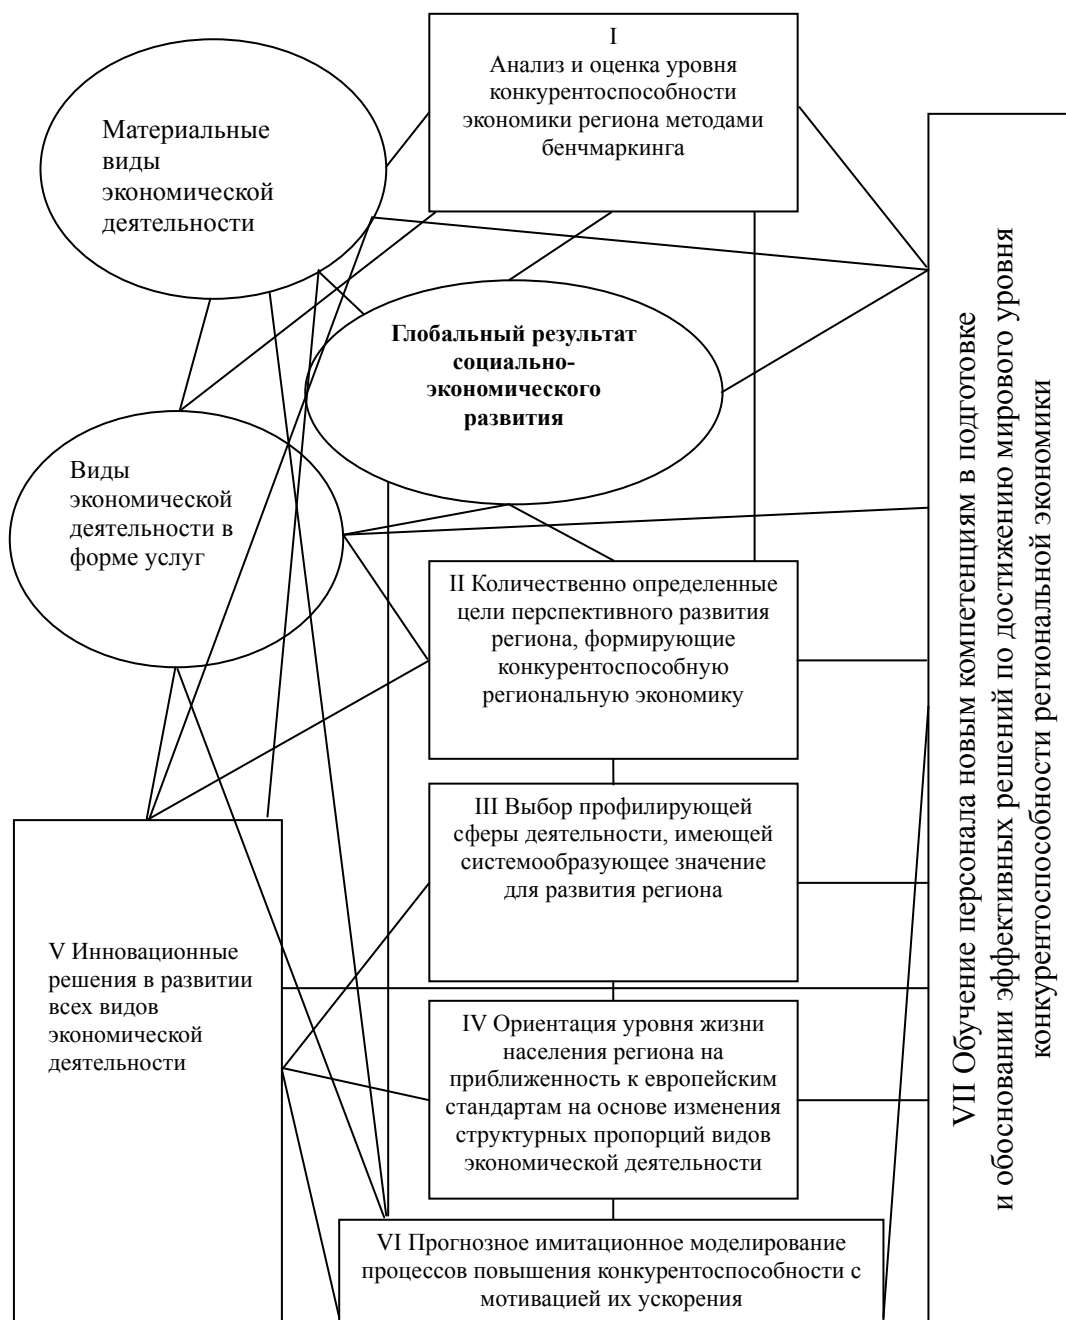 I
Анализ и оценка уровня
конкурентоспособности
экономики региона методами
бенчмаркинга
Материальные
виды
экономической
деятельности
Глобальный результат
социально-
экономического
развития
Виды
экономической
деятельности в
форме услуг
II Количественно определенные
цели перспективного развития
региона, формирующие
конкурентоспособную
региональную экономику
III Выбор профилирующей
сферы деятельности, имеющей
системообразующее значение
для развития региона
V Инновационные
решения в развитии
всех видов
экономической
деятельности
IV Ориентация уровня жизни
населения региона на
приближенность к европейским
стандартам на основе изменения
структурных пропорций видов
экономической деятельности
VI Прогнозное имитационное моделирование
процессов повышения конкурентоспособности с
мотивацией их ускорения
VII Обучение персонала новым компетенциям в подготовке
и обосновании эффективных решений по достижению мирового уровня
конкурентоспособности региональной экономики